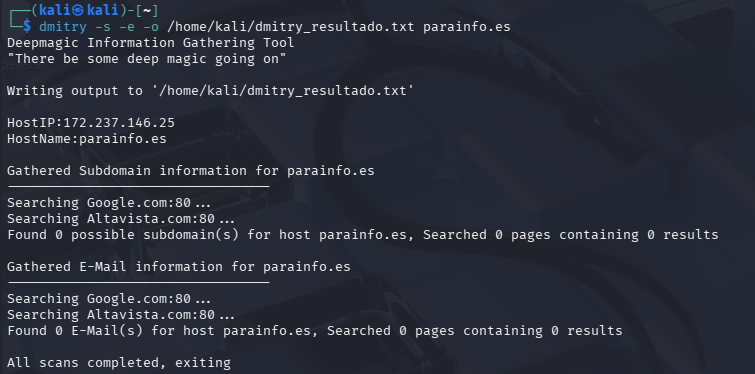 ┌──(kali㉿kali)-[~]
└─$ dmitry -s -e -o /home/kali/dmitry_resultado.txt parainfo.es
Deepmagic Information Gathering Tool
"There be some deep magic going on"
Writing output to '/home/kali/dmitry_resultado.txt'
HostIP:172.237.146.25
HostName:parainfo.es
Gathered Subdomain information for parainfo.es
---------------------------------
Searching Google.com:80...
Searching Altavista.com:80...
Found 0 possible subdomain(s) for host parainfo.es, Searched 0 pages containing 0 results
Gathered E-Mail information for parainfo.es
---------------------------------
Searching Google.com:80...
Searching Altavista.com:80...
Found 0 E-Mail(s) for host parainfo.es, Searched 0 pages containing 0 results
All scans completed, exiting